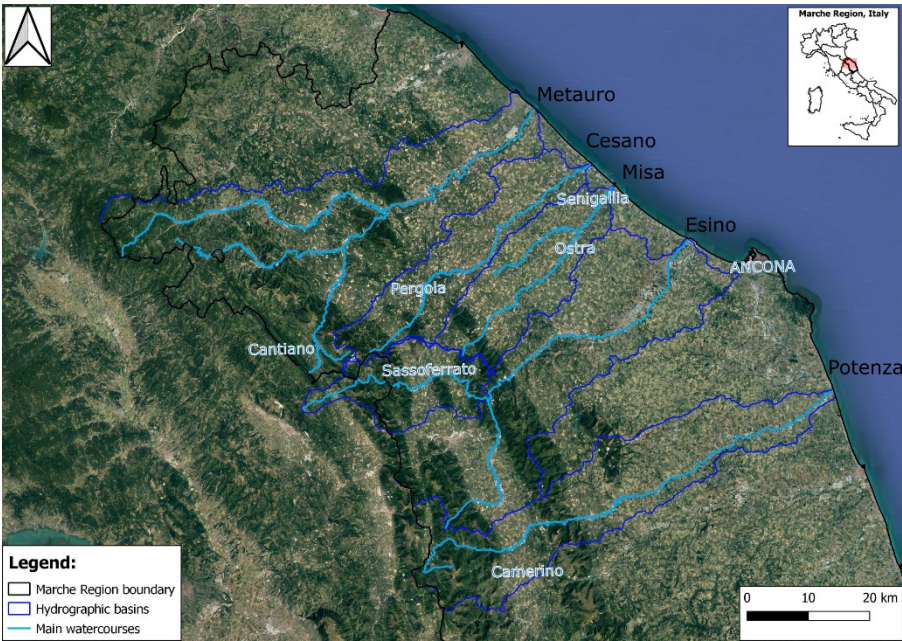 Marche Region, Italy
Metauro
Cesano
Misa
Senigallia
Esino
Ostra
ANCONA
Pergola
Cantiano
Sassoferrato
Potenza
Camerino
Legend:
Marche Region boundary
Hydrographic basins
Main watercourses
0 10 20 km